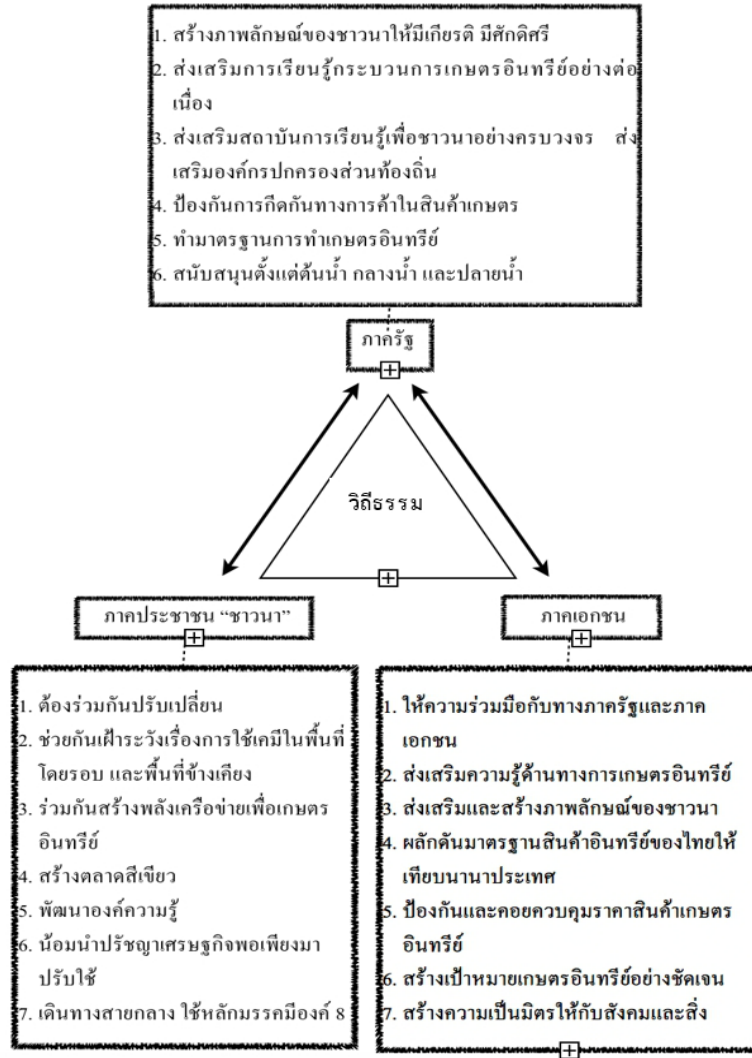 1. สร้างภาพลักษณ์ของชาวนาให้มีเกียรติ มีศักดิศรี
2. ส่งเสริมการเรียนรู้กระบวนการเกษตรอินทรีย์อย่างต่อ
เนื่อง
3. ส่งเสริมสถาบันการเรียนรู้เพื่อชาวนาอย่างครบวงจร ส่ง
เสริมองค์กรปกครองส่วนท้องถิ่น
4. ป้องกันการกีดกันทางการค้าในสินค้าเกษตร
5. ทำมาตรฐานการทำเกษตรอินทรีย์
6. สนับสนุนตั้งแต่ต้นน้ำ กลางน้ำ และปลายน้ำ
ภาครัฐ
วิถีธรรม
ภาคประชาชน “ชาวนา”
ภาคเอกชน
1. ต้องร่วมกันปรับเปลี่ยน
2. ช่วยกันเฝ้าระวังเรื่องการใช้เคมีในพื้นที่
โดยรอบ และพื้นที่ข้างเคียง
3. ร่วมกันสร้างพลังเครือข่ายเพื่อเกษตร
อินทรีย์
4. สร้างตลาดสีเขียว
5. พัฒนาองค์ความรู้
6. น้อมนำปรัชญาเศรษฐกิจพอเพียงมา
ปรับใช้
7. เดินทางสายกลาง ใช้หลักมรรคมีองค์ 8
1. ให้ความร่วมมือกับทางภาครัฐและภาค
เอกชน
2. ส่งเสริมความรู้ด้านทางการเกษตรอินทรีย์
3. ส่งเสริมและสร้างภาพลักษณ์ของชาวนา
4. ผลักดันมาตรฐานสินค้าอินทรีย์ของไทยให้
เทียบนานาประเทศ
5. ป้องกันและคอยควบคุมราคาสินค้าเกษตร
อินทรีย์
6. สร้างเป้าหมายเกษตรอินทรีย์อย่างชัดเจน
7. สร้างความเป็นมิตรให้กับสังคมและสิ่ง